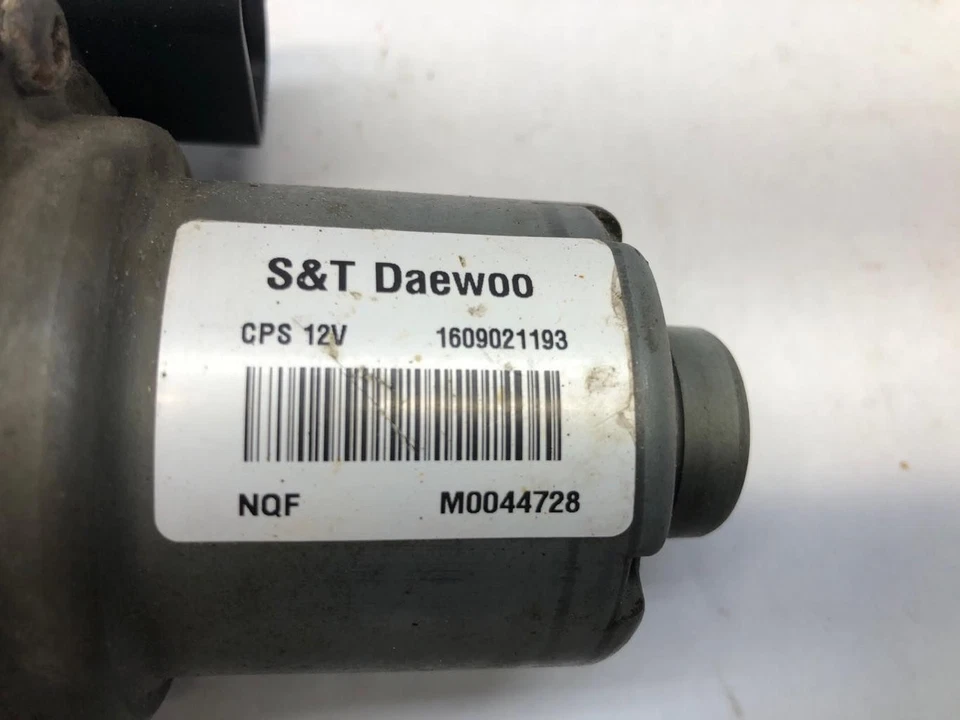 S&T Daewoo
CPS 12V 1609021193
NQF M0044728